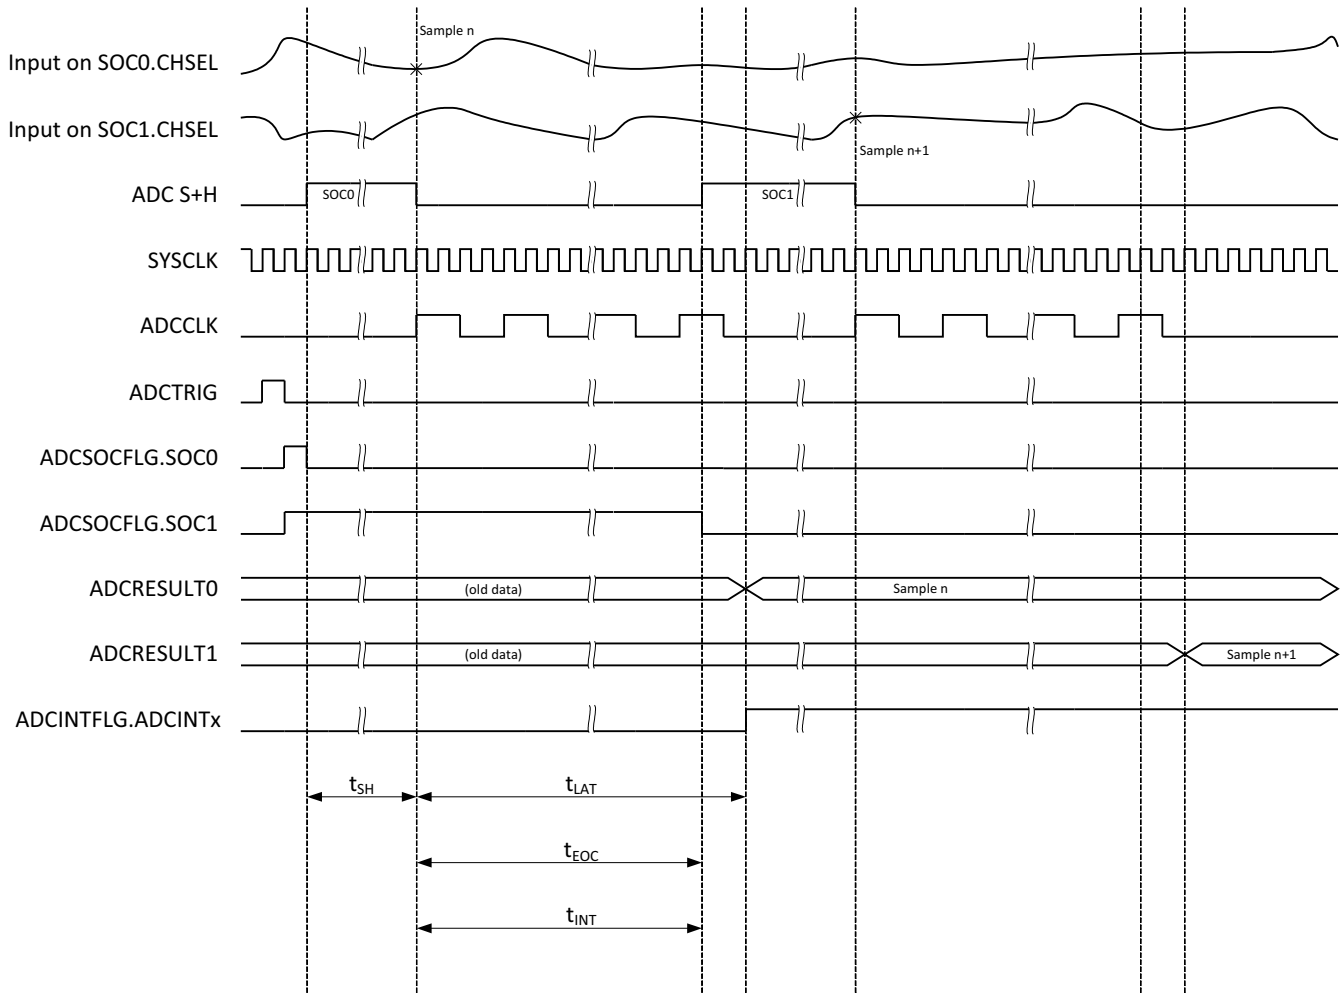 Sample n
Input on SOC0.CHSEL
Input on SOC1.CHSEL
Sample n+1
ADC S+H
SOC0
SOC1
SYSCLK
ADCCLK
ADCTRIG
ADCSOCFLG.SOC0
ADCSOCFLG.SOC1
ADCRESULT0
(old data)
Sample n
ADCRESULT1
(old data)
Sample n+1
ADCINTFLG.ADCINTx
tSH
tLAT
tEOC
tINT